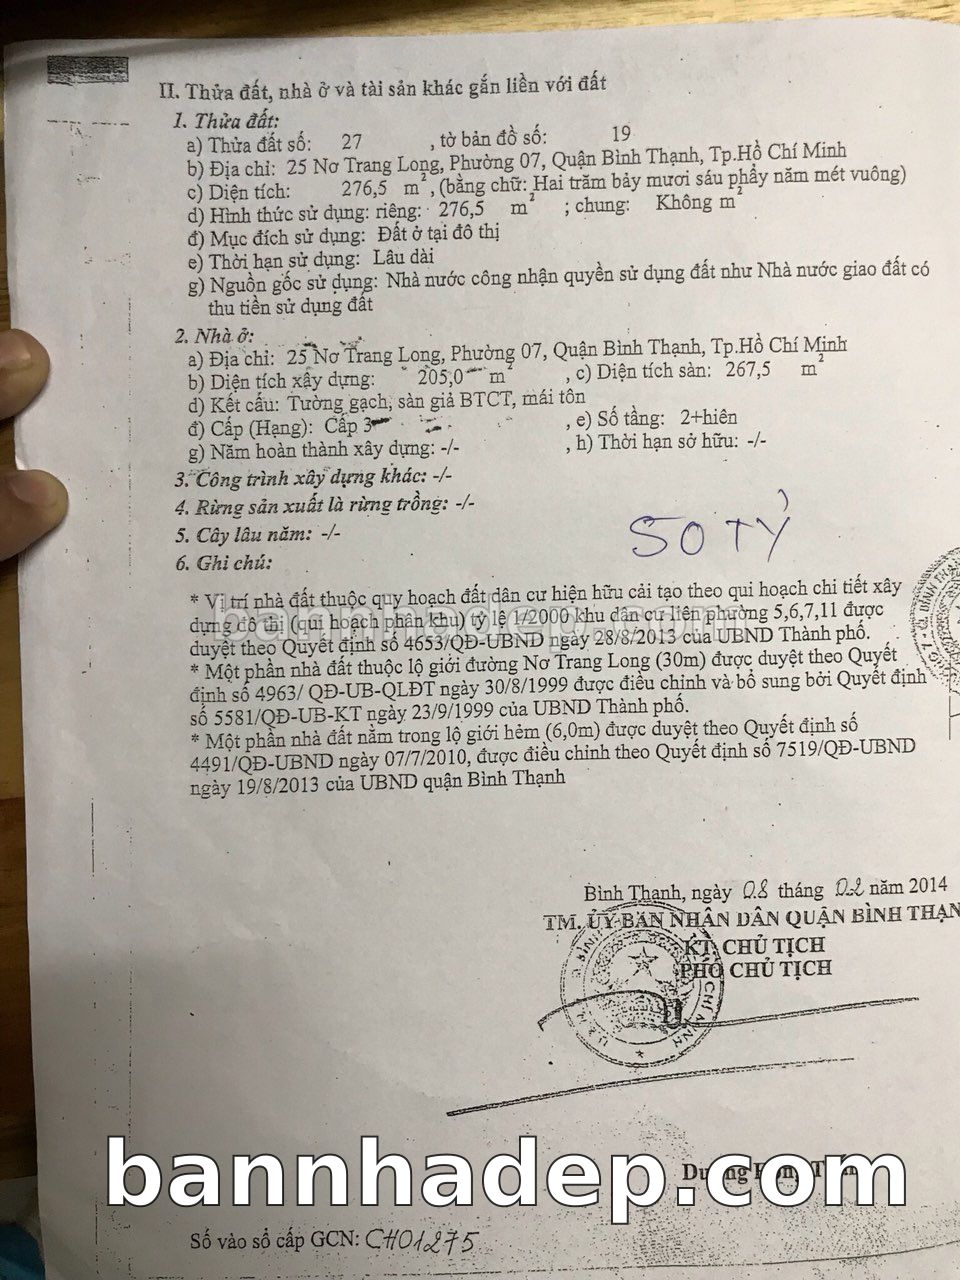 II. Thửa đất, nhà ở và tài sản khác gắn liền với đất
1. Thửa đất:
a) Thửa đất số: 27 , tờ bản đồ số: 19
b) Địa chỉ: 25 Nơ Trang Long, Phường 07, Quận Bình Thạnh, Tp.Hồ Chí Minh
c) Diện tích: 276,5 m², (bằng chữ: Hai trăm bảy mươi sáu phẩy năm mét vuông)
d) Hình thức sử dụng: riêng: 276,5 m² ; chung: Không m²
đ) Mục đích sử dụng: Đất ở tại đô thị
e) Thời hạn sử dụng: Lâu dài
g) Nguồn gốc sử dụng: Nhà nước công nhận quyền sử dụng đất như Nhà nước giao đất có
thu tiền sử dụng đất
2. Nhà ở:
a) Địa chỉ: 25 Nơ Trang Long, Phường 07, Quận Bình Thạnh, Tp.Hồ Chí Minh
b) Diện tích xây dựng: 205,0 m² , c) Diện tích sàn: 267,5 m²
d) Kết cấu: Tường gạch, sàn giả BTCT, mái tôn
đ) Cấp (Hạng): Cấp 3 , e) Số tầng: 2+hiên
g) Năm hoàn thành xây dựng: -/- , h) Thời hạn sở hữu: -/-
3. Công trình xây dựng khác: -/-
4. Rừng sản xuất là rừng trồng: -/-
5. Cây lâu năm: -/-
50 TỶ
6. Ghi chú:
* Vị trí nhà đất thuộc quy hoạch đất dân cư hiện hữu cải tạo theo qui hoạch chi tiết xây
dựng đô thị (qui hoạch phân khu) tỷ lệ 1/2000 khu dân cư liên phường 5,6,7,11 được
duyệt theo Quyết định số 4653/QĐ-UBND ngày 28/8/2013 của UBND Thành phố.
bannhadep.com
* Một phần nhà đất thuộc lộ giới đường Nơ Trang Long (30m) được duyệt theo Quyết
định số 4963/ QĐ-UB-QLĐT ngày 30/8/1999 được điều chỉnh và bổ sung bởi Quyết định
số 5581/QĐ-UB-KT ngày 23/9/1999 của UBND Thành phố.
* Một phần nhà đất nằm trong lộ giới hẻm (6,0m) được duyệt theo Quyết định số
4491/QĐ-UBND ngày 07/7/2010, được điều chỉnh theo Quyết định số 7519/QĐ-UBND
ngày 19/8/2013 của UBND quận Bình Thạnh
Bình Thạnh, ngày 08 tháng 02 năm 2014
TM. ỦY BAN NHÂN DÂN QUẬN BÌNH THẠN
KT. CHỦ TỊCH
PHÓ CHỦ TỊCH
Dương
bannhadep.com
Số vào sổ cấp GCN: CH01275